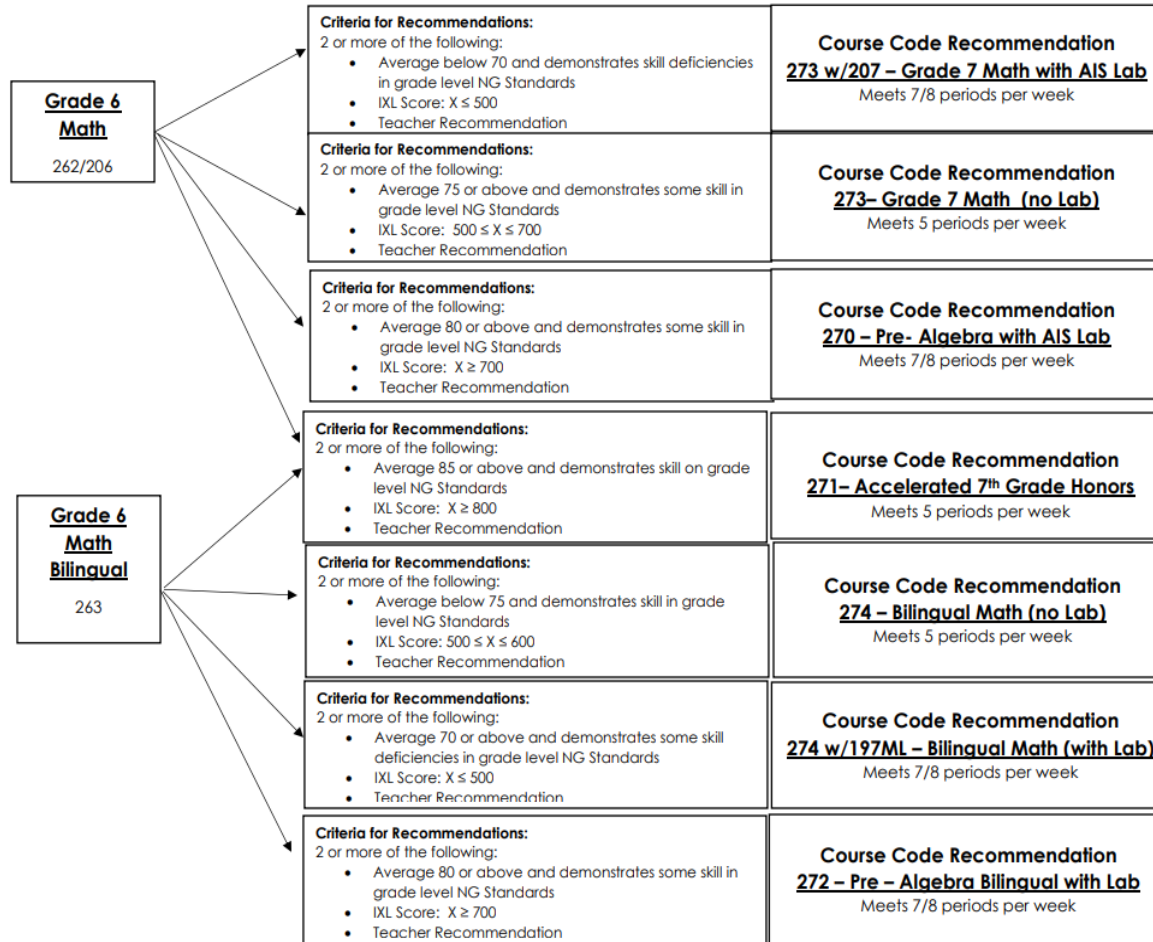 Grade 6
Math
262/206
Criteria for Recommendations:
2 or more of the following:
• Average below 70 and demonstrates skill deficiencies
in grade level NG Standards
• IXL Score: X ≤ 500
• Teacher Recommendation
Course Code Recommendation
273 w/207 – Grade 7 Math with AIS Lab
Meets 7/8 periods per week
Criteria for Recommendations:
2 or more of the following:
• Average 75 or above and demonstrates some skill in
grade level NG Standards
• IXL Score: 500 ≤ X ≤ 700
• Teacher Recommendation
Course Code Recommendation
273– Grade 7 Math (no Lab)
Meets 5 periods per week
Criteria for Recommendations:
2 or more of the following:
• Average 80 or above and demonstrates some skill in
grade level NG Standards
• IXL Score: X ≥ 700
• Teacher Recommendation
Course Code Recommendation
270 – Pre- Algebra with AIS Lab
Meets 7/8 periods per week
Criteria for Recommendations:
2 or more of the following:
• Average 85 or above and demonstrates skill on grade
level NG Standards
• IXL Score: X ≥ 800
• Teacher Recommendation
Course Code Recommendation
271– Accelerated 7th Grade Honors
Meets 5 periods per week
Grade 6
Math
Bilingual
263
Criteria for Recommendations:
2 or more of the following:
• Average below 75 and demonstrates skill in grade
level NG Standards
• IXL Score: 500 ≤ X ≤ 600
• Teacher Recommendation
Course Code Recommendation
274 – Bilingual Math (no Lab)
Meets 5 periods per week
Criteria for Recommendations:
2 or more of the following:
• Average 70 or above and demonstrates some skill
deficiencies in grade level NG Standards
• IXL Score: X ≤ 500
• Teacher Recommendation
Course Code Recommendation
274 w/197ML – Bilingual Math (with Lab)
Meets 7/8 periods per week
Criteria for Recommendations:
2 or more of the following:
• Average 80 or above and demonstrates some skill in
grade level NG Standards
• IXL Score: X ≥ 700
• Teacher Recommendation
Course Code Recommendation
272 – Pre – Algebra Bilingual with Lab
Meets 7/8 periods per week